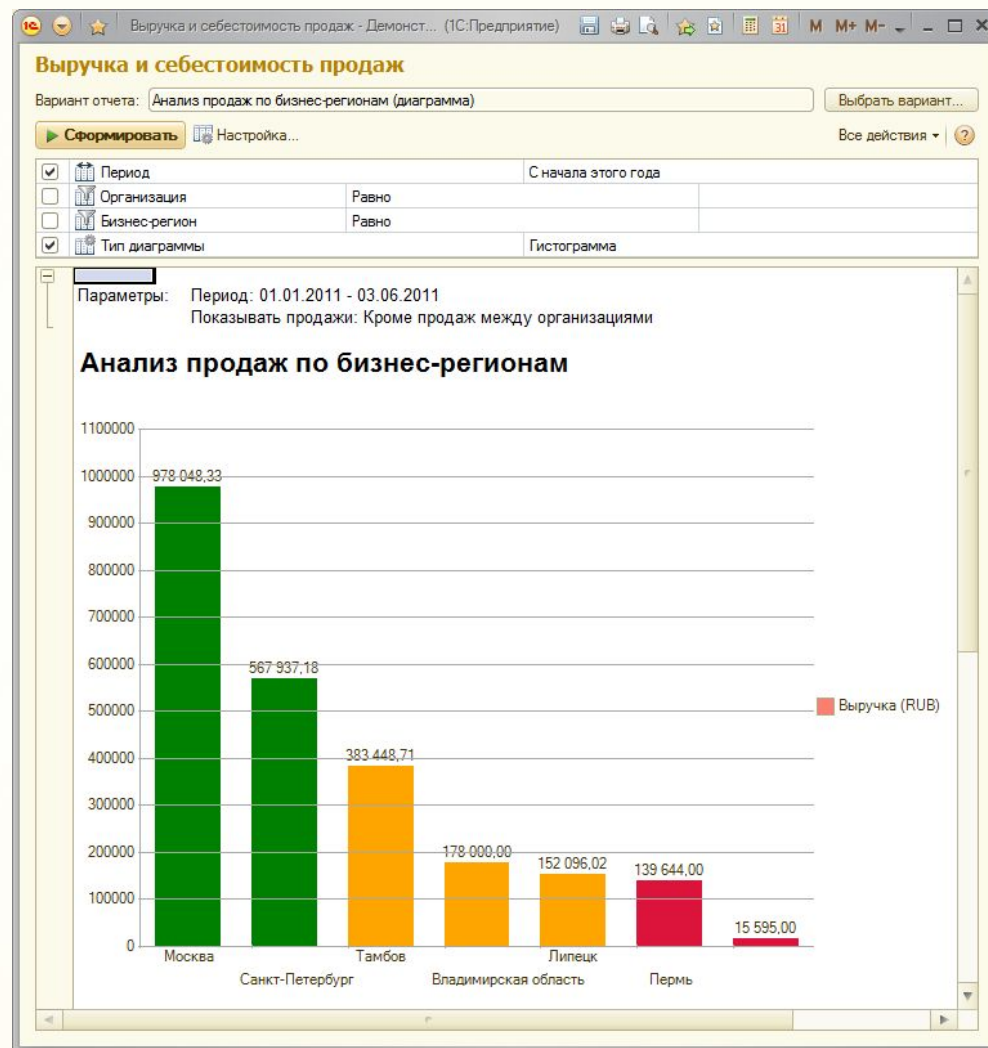 Выручка и себестоимость продаж - Демонст... (1С:Предприятие) 31 M M+ M-
Выручка и себестоимость продаж
Вариант отчета: Анализ продаж по бизнес-регионам (диаграмма) Выбрать вариант...
Сформировать Настройка... Все действия ?
Период С начала этого года
Организация Равно
Бизнес-регион Равно
Тип диаграммы Гистограмма
Параметры: Период: 01.01.2011 - 03.06.2011
Показывать продажи: Кроме продаж между организациями
Анализ продаж по бизнес-регионам
1100000
1000000 978 048,33
900000
800000
700000
600000 567 937,18
500000 Выручка (RUB)
400000 383 448,71
300000
200000 178 000,00 152 096,02 139 644,00
100000 15 595,00
0
Москва Тамбов Липецк
Санкт-Петербург Владимирская область Пермь